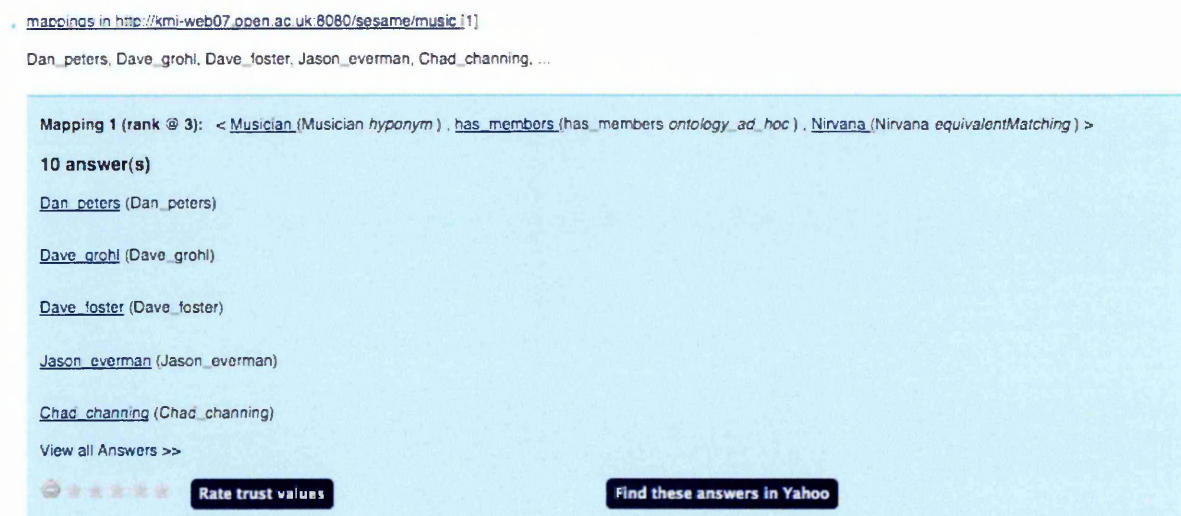 mappings in http://kmi-web07.open.ac.uk:8080/sesame/music [1]
Dan_peters, Dave_grohl, Dave_foster, Jason_everman, Chad_channing, ...
Mapping 1 (rank @ 3): < Musician (Musician hyponym) , has_members (has_members ontology_ad_hoc) , Nirvana (Nirvana equivalentMatching) >
10 answer(s)
Dan_peters (Dan_peters)
Dave_grohl (Dave_grohl)
Dave_foster (Dave_foster)
Jason_everman (Jason_everman)
Chad_channing (Chad_channing)
View all Answers >>
Rate trust values Find these answers in Yahoo